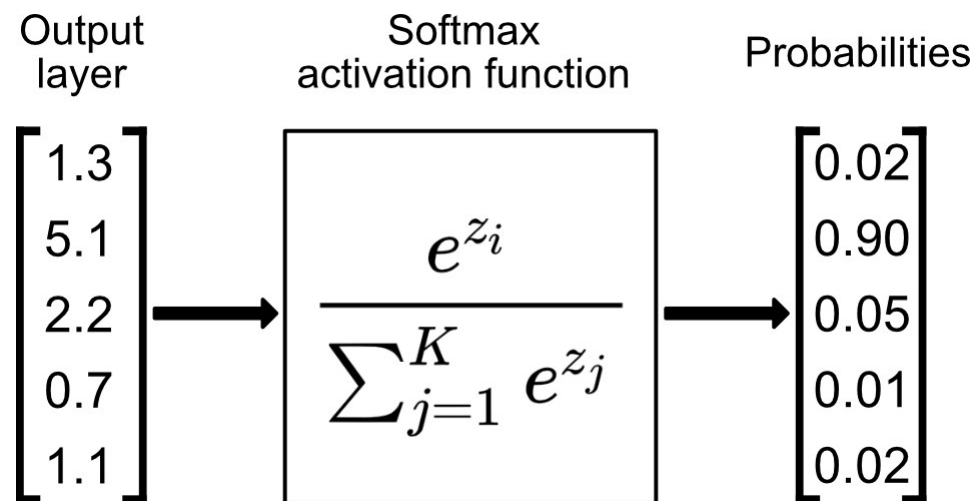 Output
layer
Softmax
activation function
Probabilities
1.3
5.1
2.2
0.7
1.1
e^{z_i}
∑_{j=1}^{K} e^{z_j}
0.02
0.90
0.05
0.01
0.02